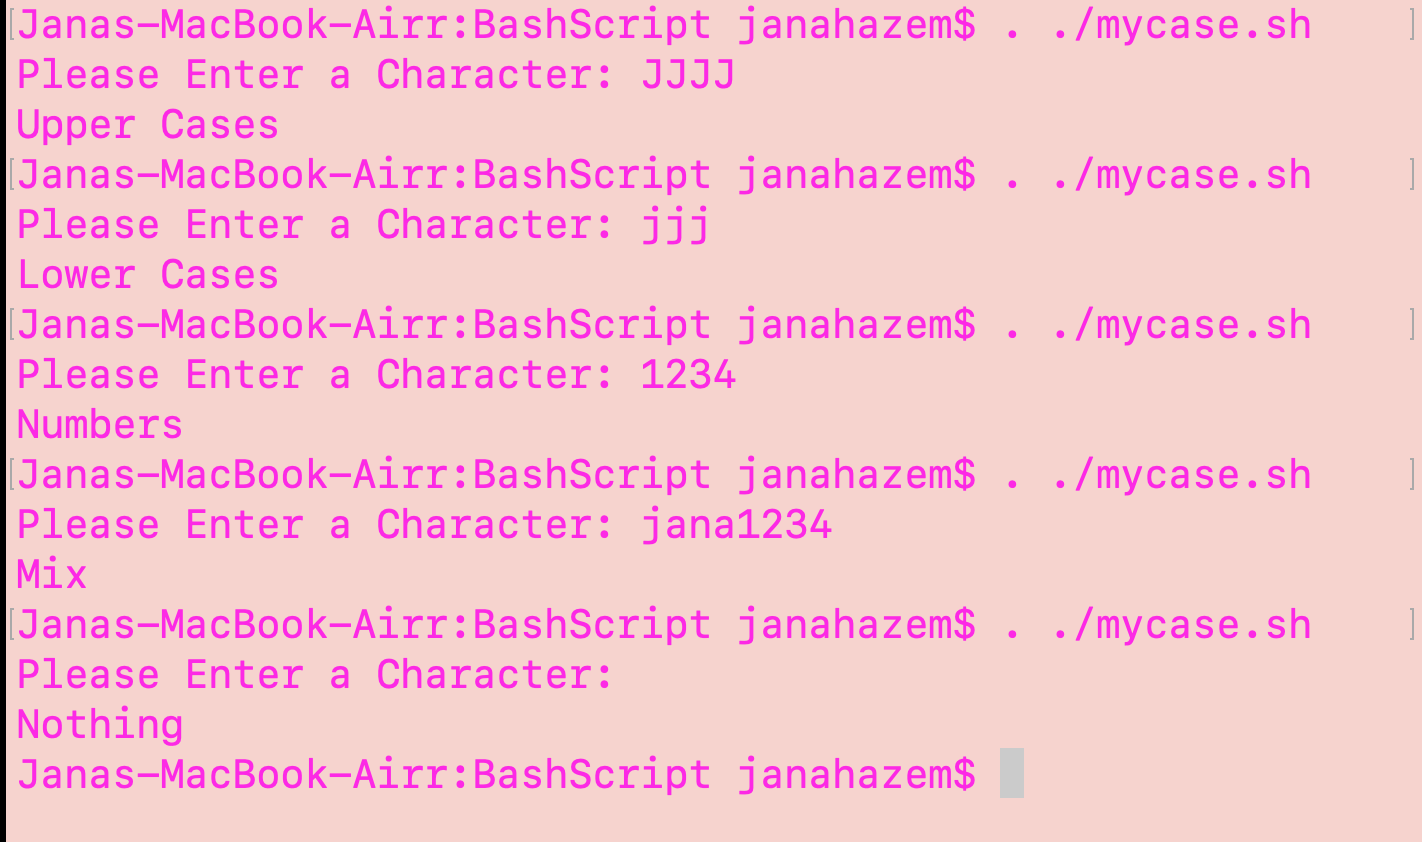 Janas-MacBook-Airr:BashScript janahazem$ . ./mycase.sh
Please Enter a Character: JJJJ
Upper Cases
Janas-MacBook-Airr:BashScript janahazem$ . ./mycase.sh
Please Enter a Character: jjj
Lower Cases
Janas-MacBook-Airr:BashScript janahazem$ . ./mycase.sh
Please Enter a Character: 1234
Numbers
Janas-MacBook-Airr:BashScript janahazem$ . ./mycase.sh
Please Enter a Character: jana1234
Mix
Janas-MacBook-Airr:BashScript janahazem$ . ./mycase.sh
Please Enter a Character:
Nothing
Janas-MacBook-Airr:BashScript janahazem$